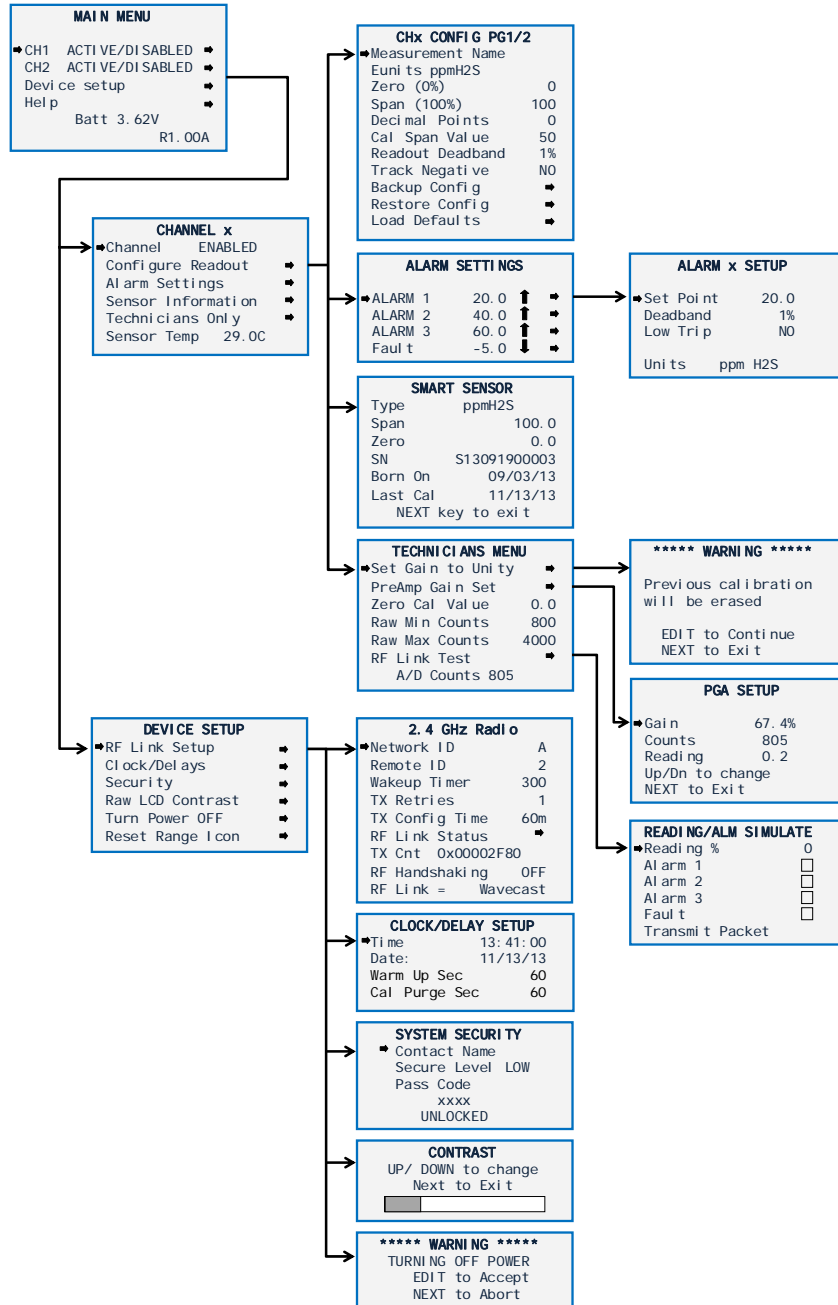 MAIN MENU
CH1 ACTIVE/DISABLED
CH2 ACTIVE/DISABLED
Device setup
Help
Batt 3.62V
R1.00A
CHx CONFIG PG1/2
Measurement Name
Eunits ppmH2S
Zero (0%) 0
Span (100%) 100
Decimal Points 0
Cal Span Value 50
Readout Deadband 1%
Track Negative NO
Backup Config
Restore Config
Load Defaults
CHANNEL x
Channel ENABLED
Configure Readout
Alarm Settings
Sensor Information
Technicians Only
Sensor Temp 29.0C
ALARM SETTINGS
ALARM 1 20.0
ALARM 2 40.0
ALARM 3 60.0
Fault -5.0
ALARM x SETUP
Set Point 20.0
Deadband 1%
Low Trip NO
Units ppm H2S
SMART SENSOR
Type ppmH2S
Span 100.0
Zero 0.0
SN S13091900003
Born On 09/03/13
Last Cal 11/13/13
NEXT key to exit
TECHNICIANS MENU
Set Gain to Unity
PreAmp Gain Set
Zero Cal Value 0.0
Raw Min Counts 800
Raw Max Counts 4000
RF Link Test
A/D Counts 805
***** WARNING *****
Previous calibration
will be erased
EDIT to Continue
NEXT to Exit
PGA SETUP
Gain 67.4%
Counts 805
Reading 0.2
Up/Dn to change
NEXT to Exit
READING/ALM SIMULATE
Reading % 0
Alarm 1
Alarm 2
Alarm 3
Fault
Transmit Packet
DEVICE SETUP
RF Link Setup
Clock/Delays
Security
Raw LCD Contrast
Turn Power OFF
Reset Range Icon
2.4 GHz Radio
Network ID A
Remote ID 2
Wakeup Timer 300
TX Retries 1
TX Config Time 60m
RF Link Status
TX Cnt 0x00002F80
RF Handshaking OFF
RF Link = Wavecast
CLOCK/DELAY SETUP
Time 13:41:00
Date: 11/13/13
Warm Up Sec 60
Cal Purge Sec 60
SYSTEM SECURITY
Contact Name
Secure Level LOW
Pass Code
xxxx
UNLOCKED
CONTRAST
UP/ DOWN to change
Next to Exit
***** WARNING *****
TURNING OFF POWER
EDIT to Accept
NEXT to Abort